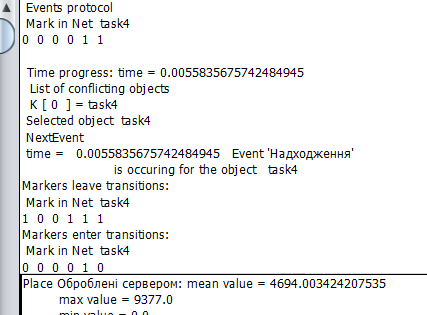 Events protocol
Mark in Net task4
0 0 0 0 1 1
Time progress: time = 0.0055835675742484945
List of conflicting objects
K [ 0 ] = task4
Selected object task4
NextEvent
time = 0.0055835675742484945 Event 'Надходження'
is occuring for the object task4
Markers leave transitions:
Mark in Net task4
1 0 0 1 1 1
Markers enter transitions:
Mark in Net task4
0 0 0 0 1 0
Place Оброблені сервером: mean value = 4694.003424207535
max value = 9377.0
min value = 0.0